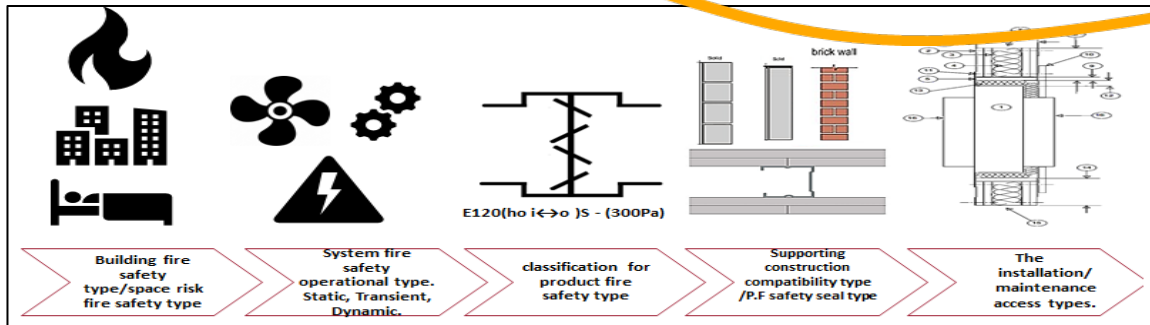 brick wall
Solid
Solid
E120(ho i↔o )S - (300Pa)
Building fire
safety
type/space risk
fire safety type
System fire
safety
operational type.
Static, Transient,
Dynamic.
classification for
product fire
safety type
Supporting
construction
compatibility type
/P.F safety seal type
The
installation/
maintenance
access types.